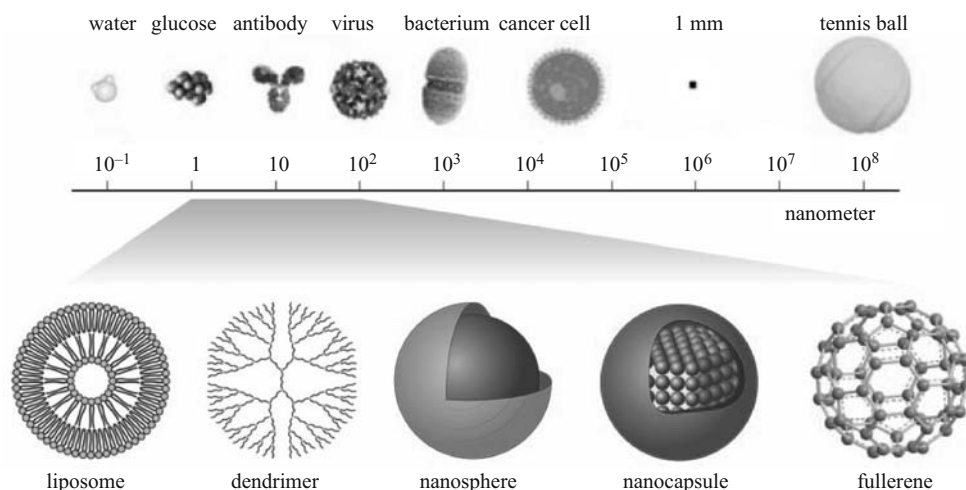 water glucose antibody virus bacterium cancer cell 1 mm tennis ball
10⁻¹ 1 10 10² 10³ 10⁴ 10⁵ 10⁶ 10⁷ 10⁸
nanometer
liposome dendrimer nanosphere nanocapsule fullerene